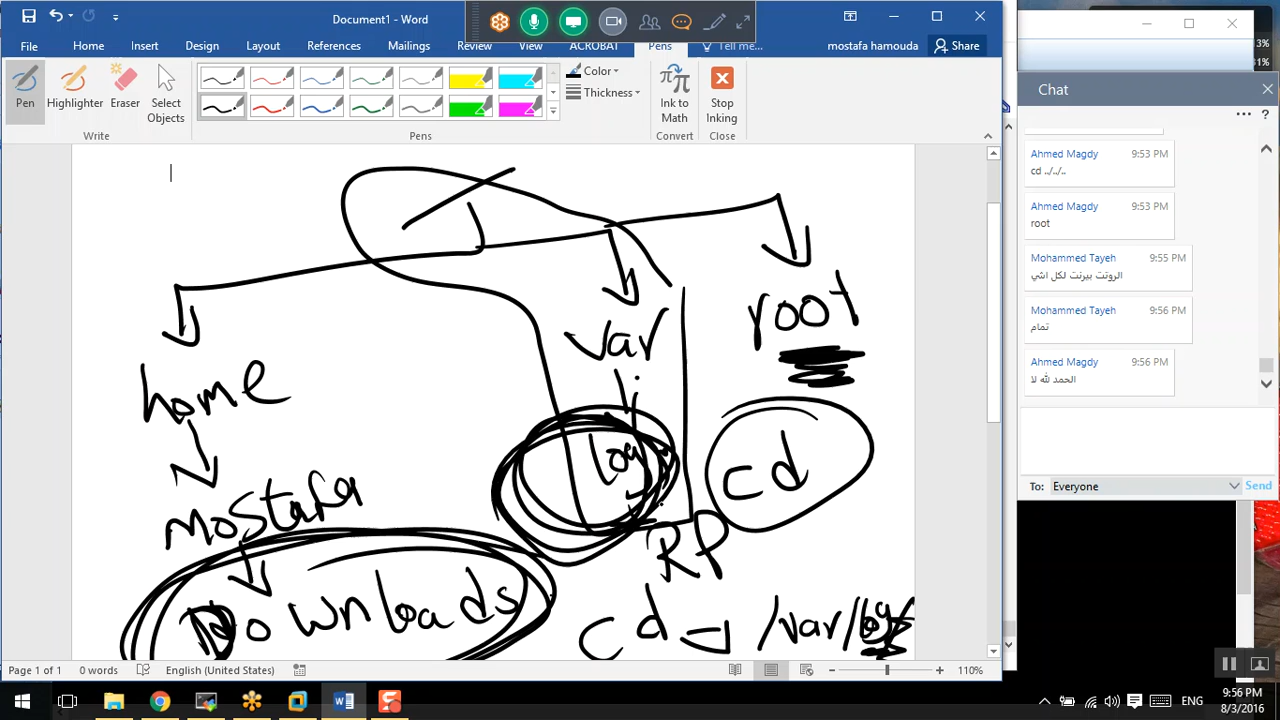 Document1 - Word
File Home Insert Design Layout References Mailings Review View ACROBAT Pens Tell me...
mostafa hamouda Share
Pen Highlighter Eraser Select Objects
Color
Thickness
Ink to Math
Stop Inking
Write Pens Convert Close
root
var
home
log
cd
Mostafa
RP
Downloads
cd /var/log
Page 1 of 1 0 words English (United States) 110%
Chat
Ahmed Magdy 9:53 PM
cd ../../..
Ahmed Magdy 9:53 PM
root
Mohammed Tayeh 9:55 PM
الروتت بيرنت لكل اشي
Mohammed Tayeh 9:56 PM
تمام
Ahmed Magdy 9:56 PM
الحمد لله لا
To: Everyone Send
ENG
9:56 PM
8/3/2016